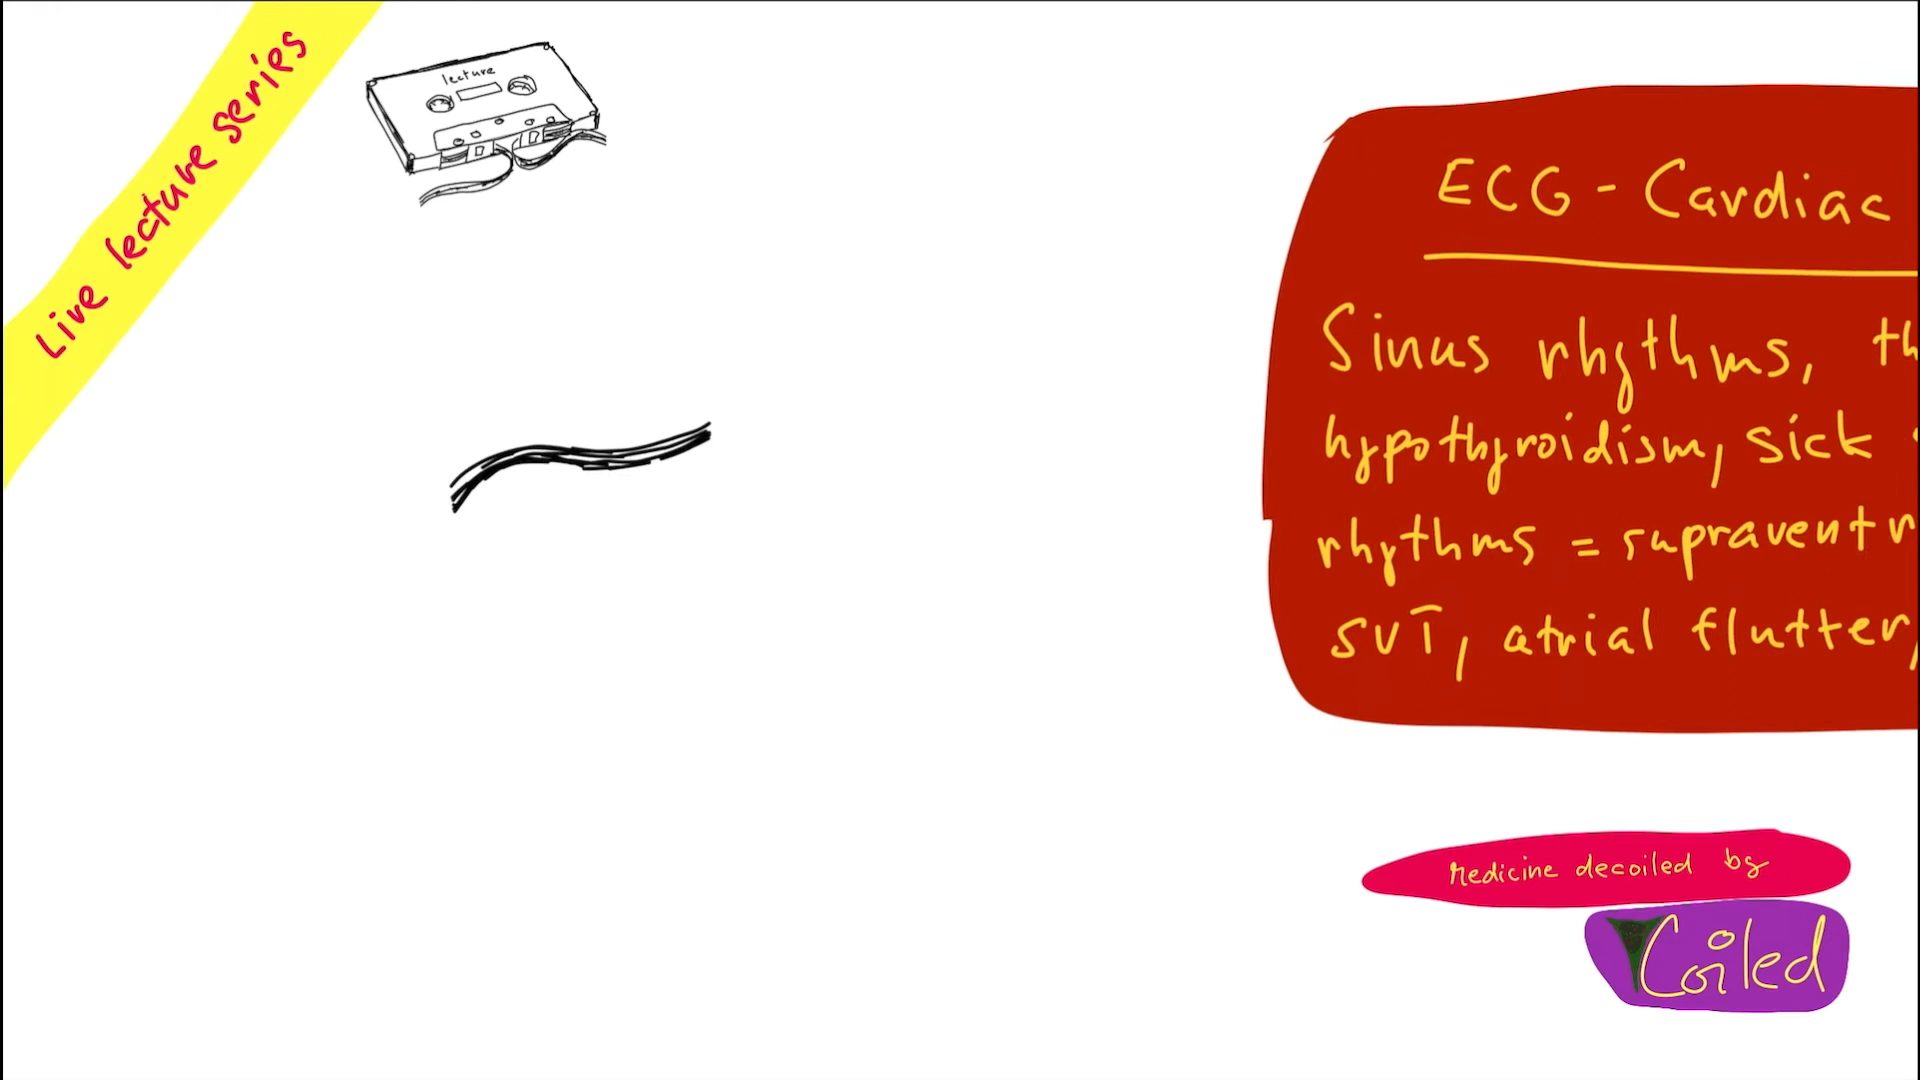 Live lecture series
lecture
ECG - Cardiac
Sinus rhythms, th
hypothyroidism, sick
rhythms = supraventr
SVT, atrial flutter,
Medicine decoiled by
Coiled